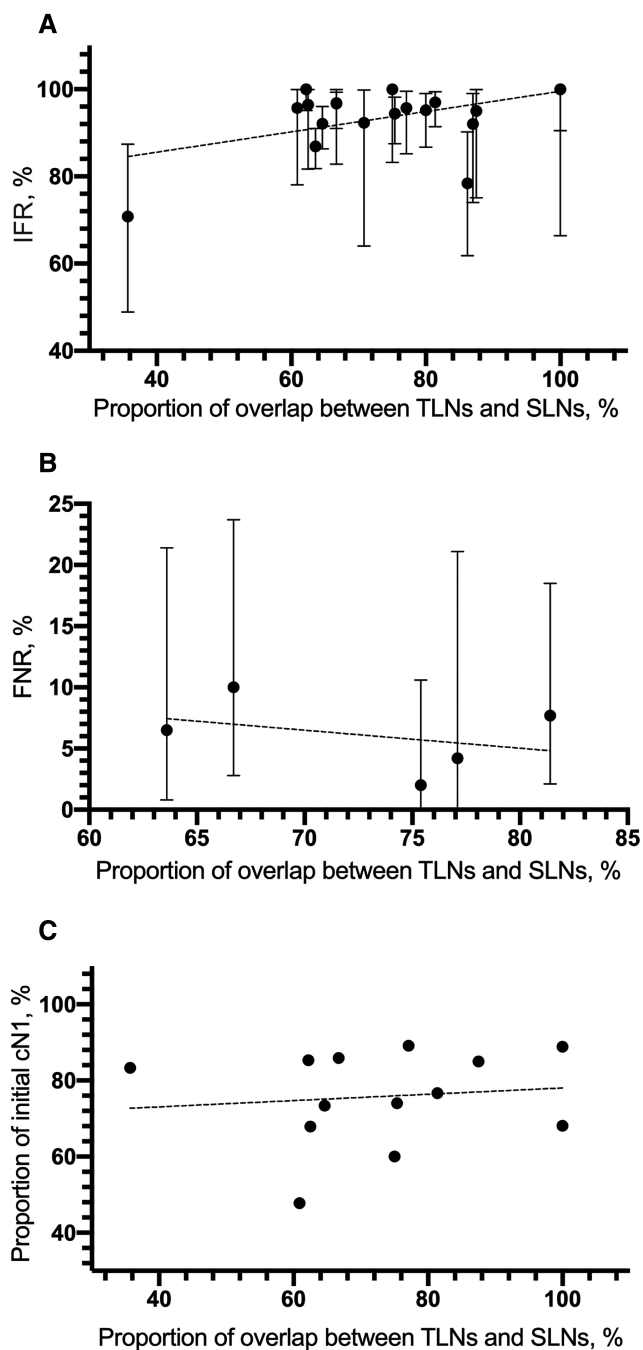 A
100
80
60
40
IFR, %
40 60 80 100
Proportion of overlap between TLNs and SLNs, %
B
25
20
15
10
5
0
FNR, %
60 65 70 75 80 85
Proportion of overlap between TLNs and SLNs, %
C
100
80
60
40
Proportion of initial cN1, %
40 60 80 100
Proportion of overlap between TLNs and SLNs, %